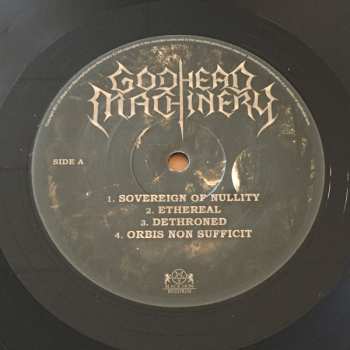 GODHEAD
MACHINERY
SIDE A
1. SOVEREIGN OF NULLITY
2. ETHEREAL
3. DETHRONED
4. ORBIS NON SUFFICIT